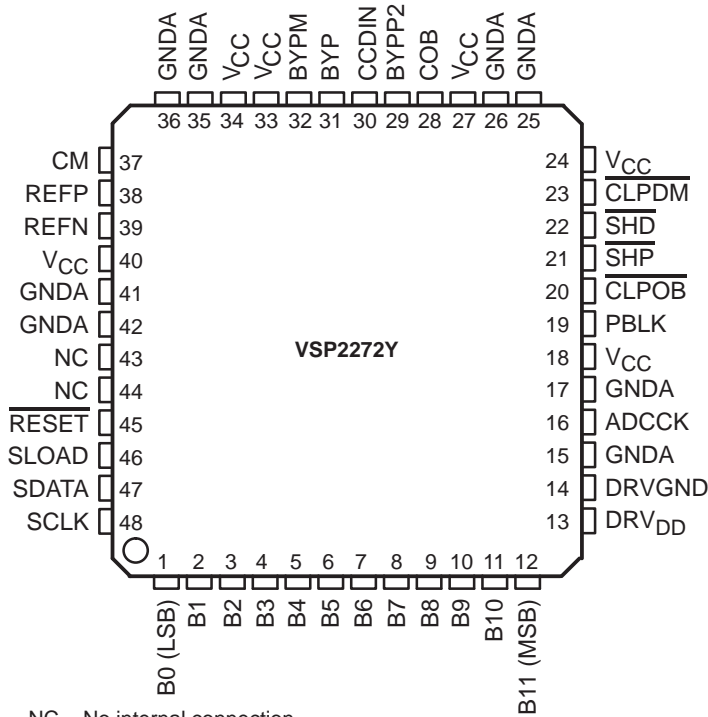 GNDA
GNDA
VCC
VCC
BYPM
BYP
CCDIN
BYPP2
COB
VCC
GNDA
GNDA
36 35 34 33 32 31 30 29 28 27 26 25
CM 37
REFP 38
REFN 39
VCC 40
GNDA 41
GNDA 42
NC 43
NC 44
RESET 45
SLOAD 46
SDATA 47
SCLK 48
VSP2272Y
24 VCC
23 CLPDM
22 SHD
21 SHP
20 CLPOB
19 PBLK
18 VCC
17 GNDA
16 ADCCK
15 GNDA
14 DRVGND
13 DRVDD
1 2 3 4 5 6 7 8 9 10 11 12
B0 (LSB)
B1
B2
B3
B4
B5
B6
B7
B8
B9
B10
B11 (MSB)